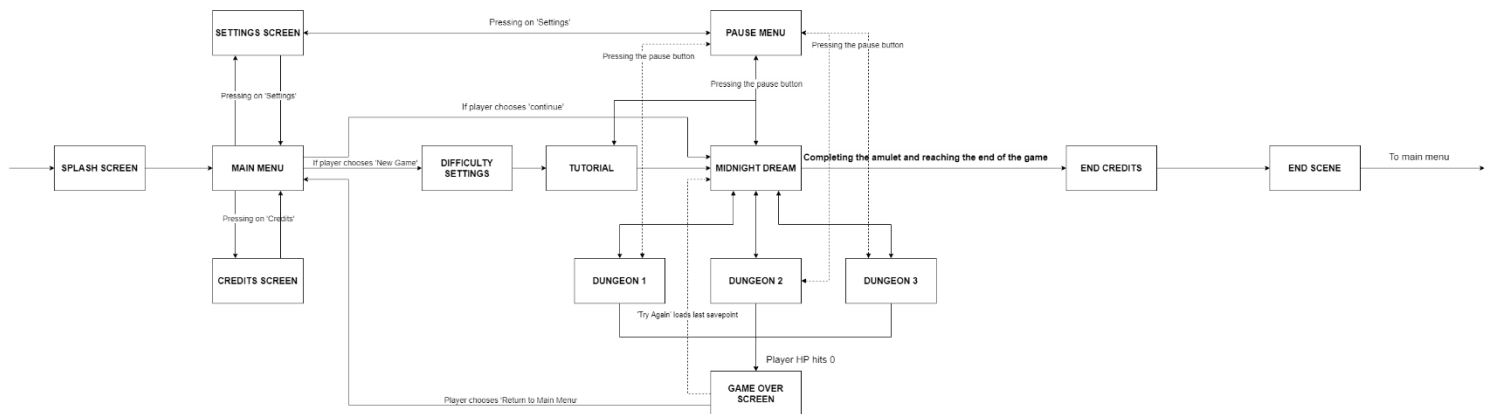 SETTINGS SCREEN
Pressing on 'Settings'
PAUSE MENU
Pressing the pause button
Pressing the pause button
Pressing the pause button
Pressing on 'Settings'
If player chooses 'continue'
SPLASH SCREEN
MAIN MENU
If player chooses 'New Game'
DIFFICULTY
SETTINGS
TUTORIAL
MIDNIGHT DREAM
Completing the amulet and reaching the end of the game
END CREDITS
END SCENE
To main menu
Pressing on 'Credits'
CREDITS SCREEN
DUNGEON 1
DUNGEON 2
DUNGEON 3
'Try Again' loads last savepoint
Player HP hits 0
GAME OVER
SCREEN
Player chooses 'Return to Main Menu'